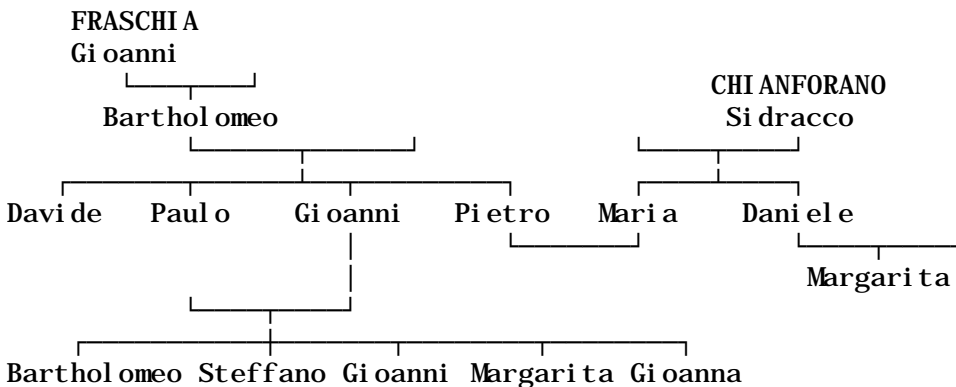 FRASCHIA
Gioanni
CHIANFORANO
Bartholomeo Sidracco
Davide Paulo Gioanni Pietro Maria Daniele
Margarita
Bartholomeo Steffano Gioanni Margarita Gioanna